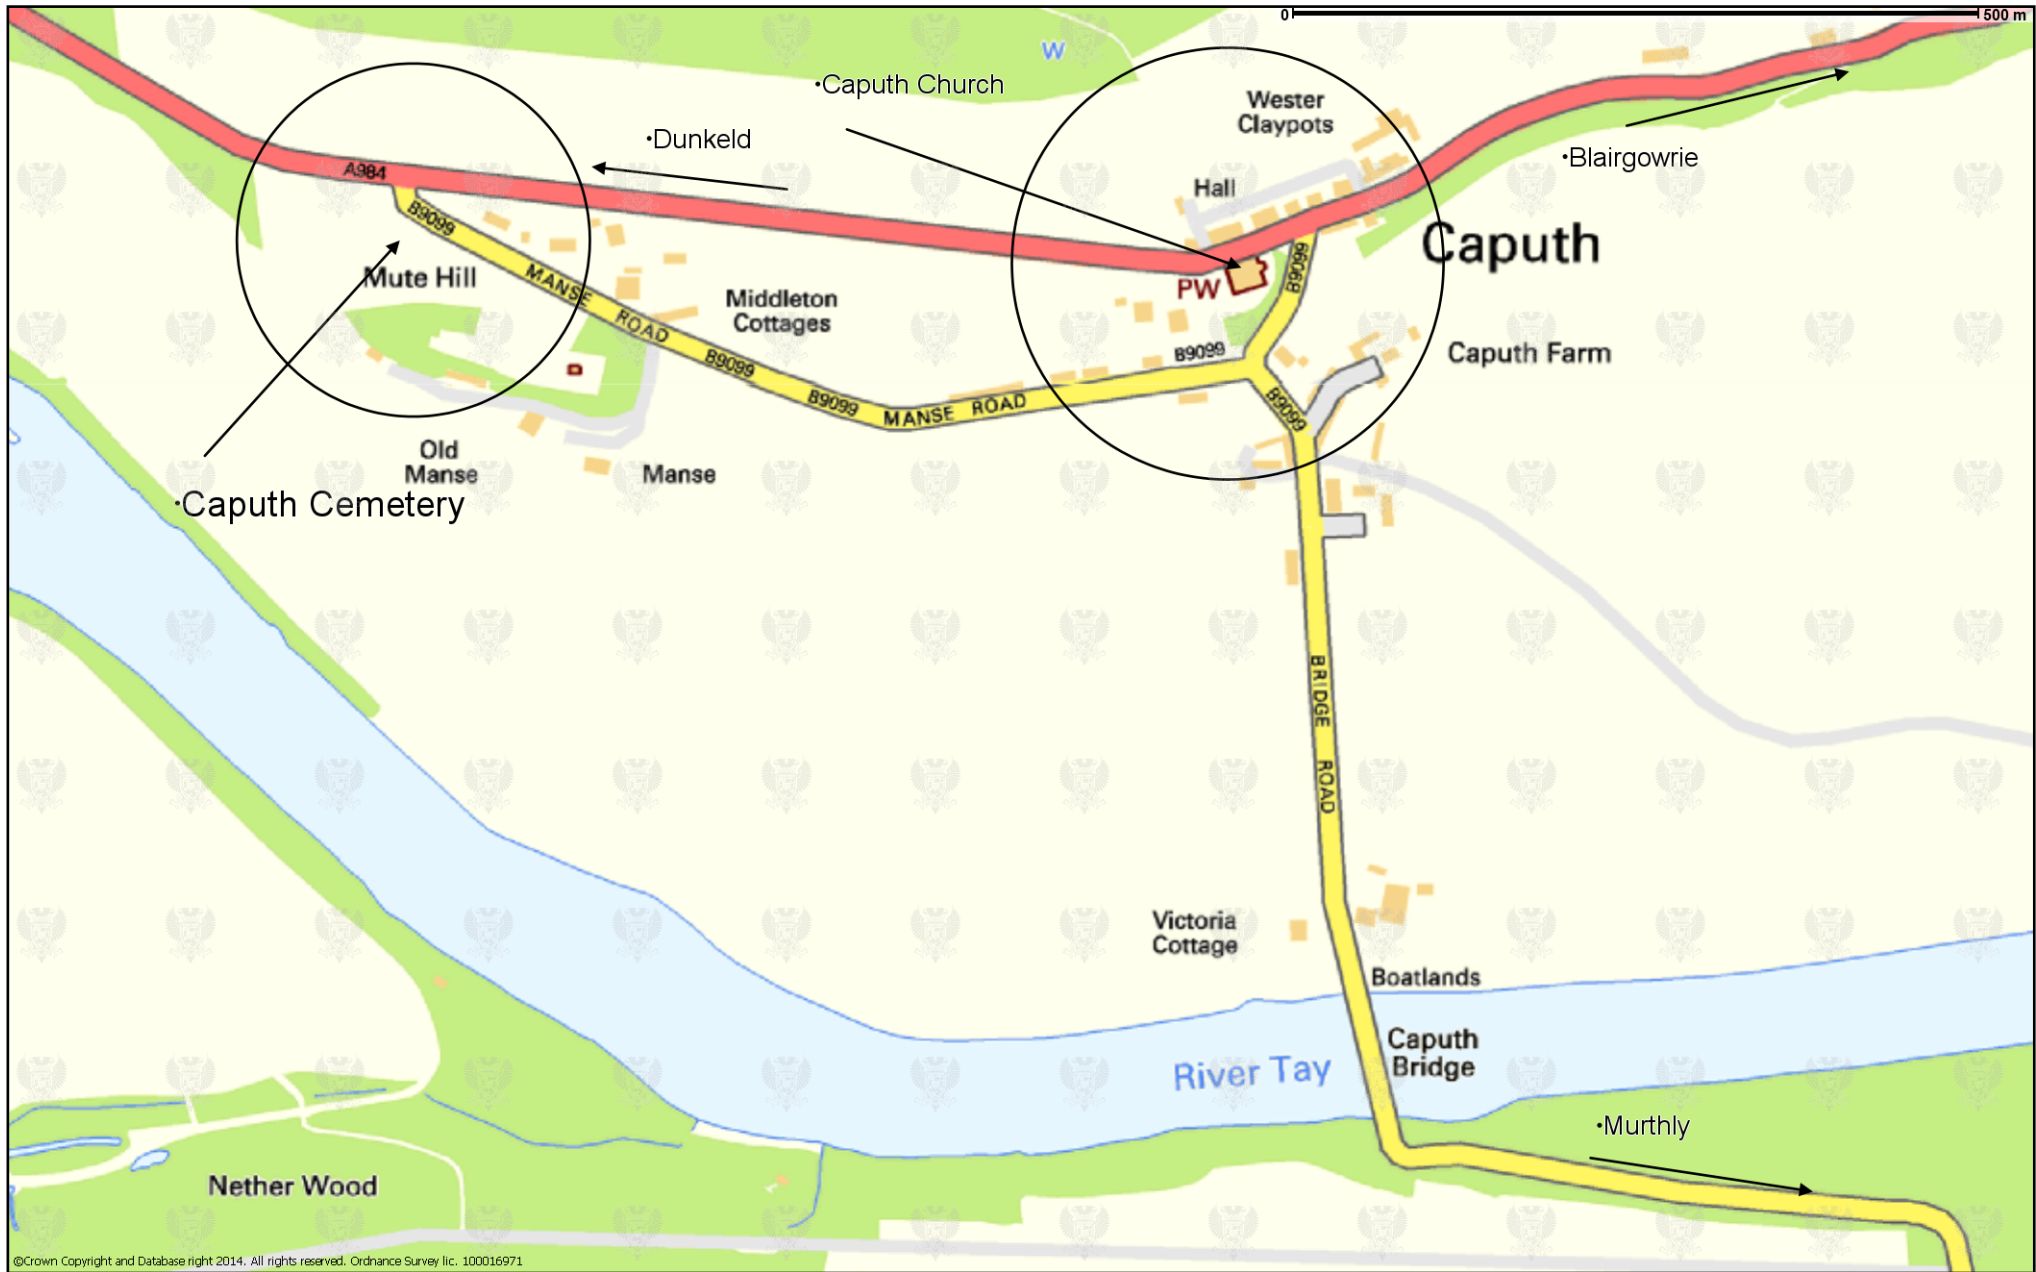 0
500 m
W
•Caputh Church
Wester
Claypots
•Dunkeld
•Blairgowrie
A984
Hall
B9099
Caputh
B9099
Mute Hill
MANSE
PW
Middleton
Cottages
ROAD
B9099
B9099
Caputh Farm
B9099
MANSE ROAD
B9099
Old
Manse
Manse
•Caputh Cemetery
BRIDGE ROAD
Victoria
Cottage
Boatlands
Caputh
Bridge
River Tay
•Murthly
Nether Wood
©Crown Copyright and Database right 2014. All rights reserved. Ordnance Survey lic. 100016971